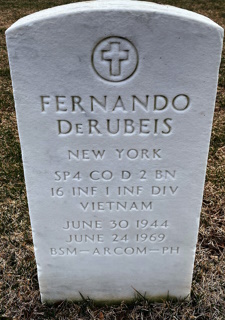 FERNANDO
DeRUBEIS
NEW YORK
SP4 CO D 2 BN
16 INF 1 INF DIV
VIETNAM
JUNE 30 1944
JUNE 24 1969
BSM—ARCOM—PH